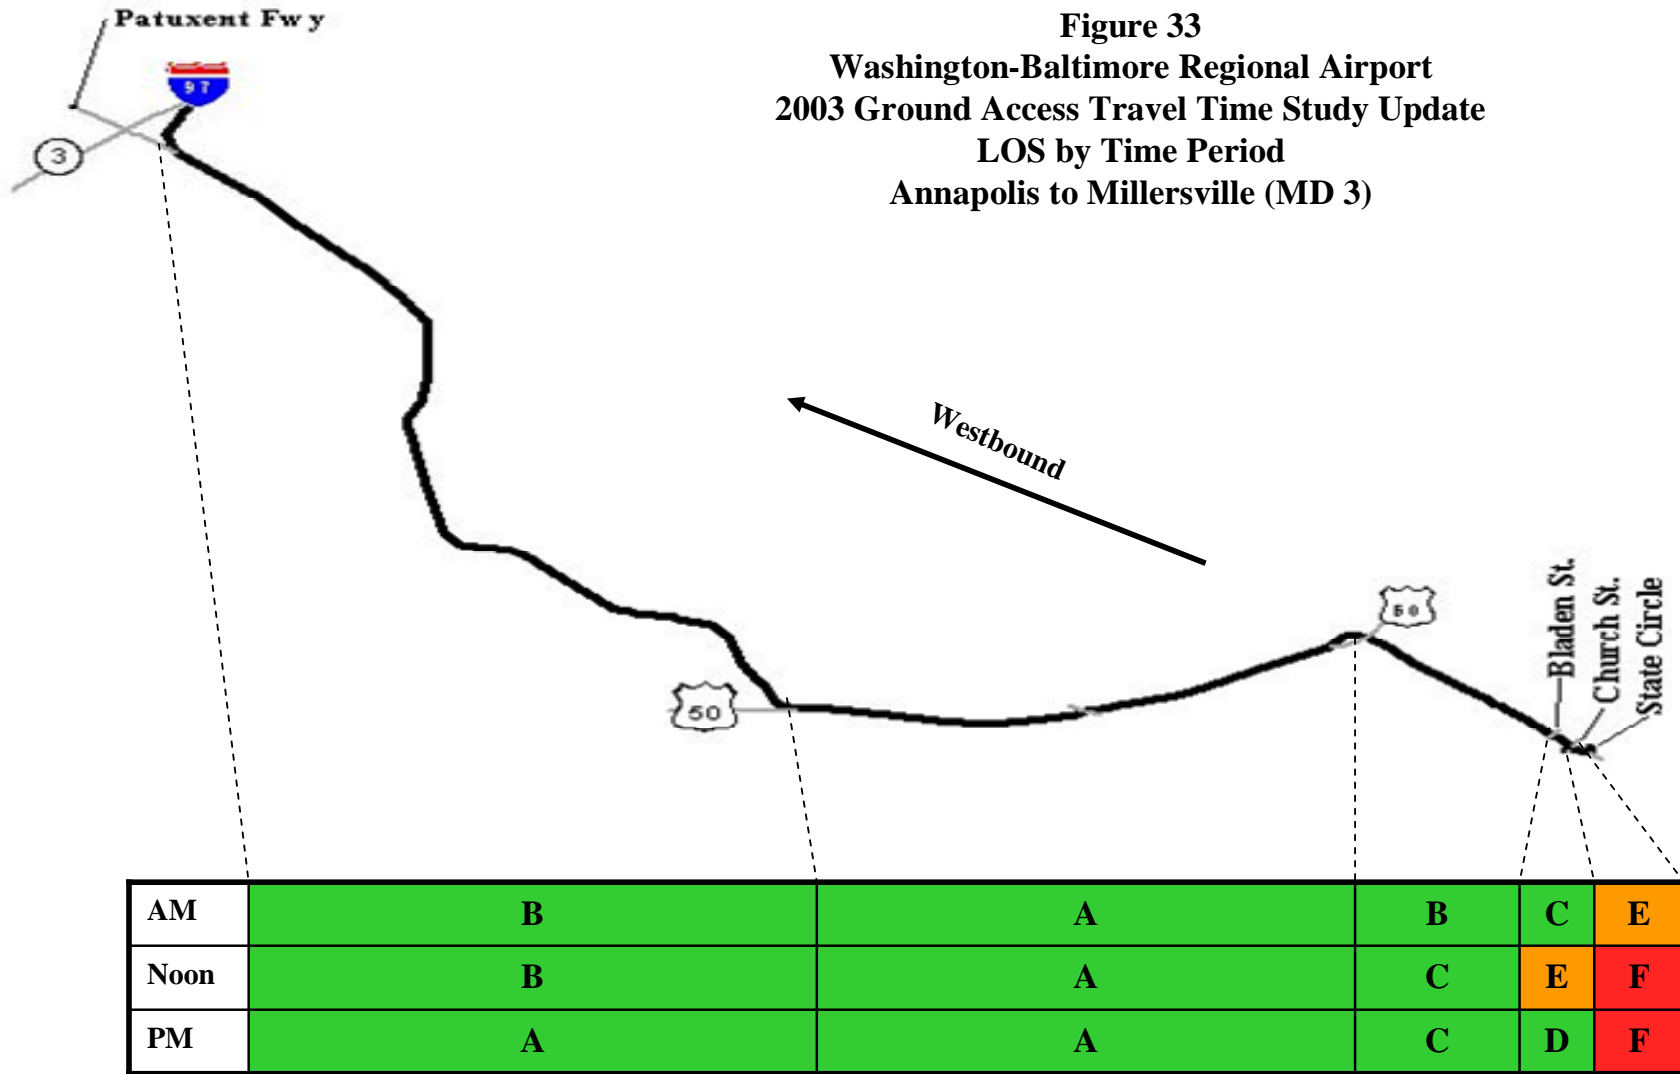 Patuxent Fwy
Figure 33
Washington-Baltimore Regional Airport
2003 Ground Access Travel Time Study Update
LOS by Time Period
Annapolis to Millersville (MD 3)
97
3
Westbound
50
50
Bladen St.
Church St.
State Circle
AM B A B C E
Noon B A C E F
PM A A C D F